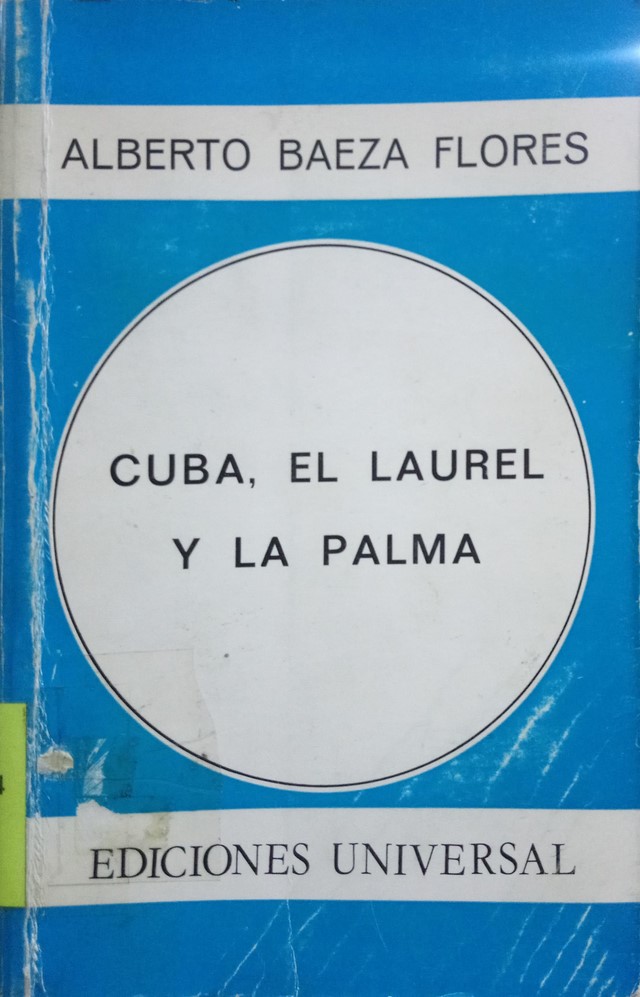 ALBERTO BAEZA FLORES
CUBA, EL LAUREL
Y LA PALMA
EDICIONES UNIVERSAL